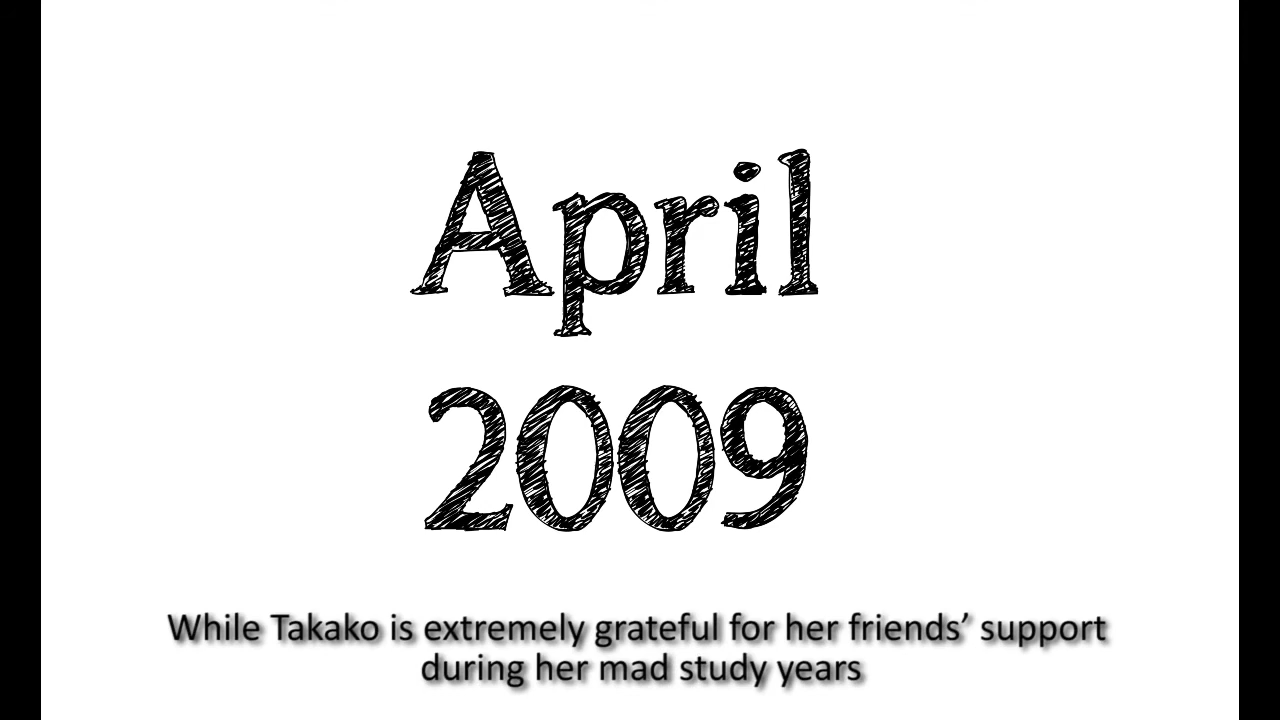 April
2009
While Takako is extremely grateful for her friends’ support
during her mad study years